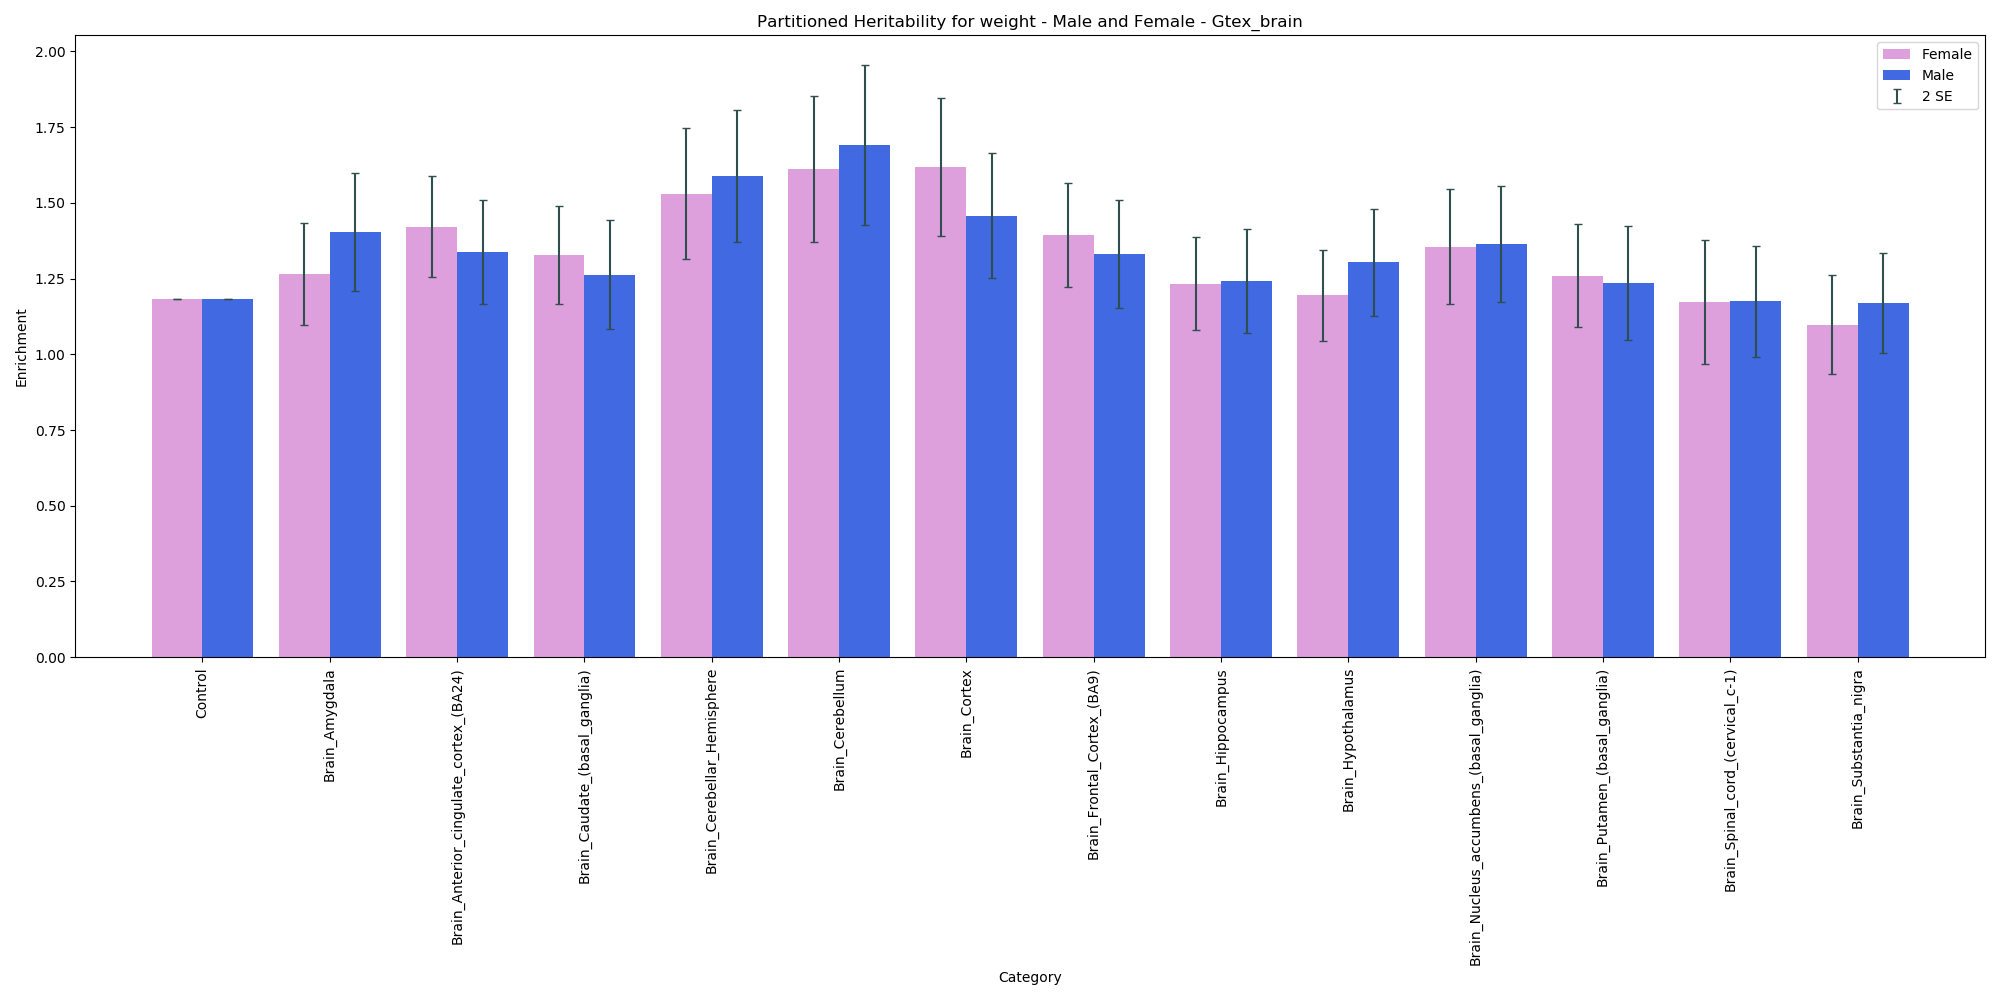 Partitioned Heritability for weight - Male and Female - Gtex_brain
Female
Male
2 SE
2.00
1.75
1.50
1.25
1.00
0.75
0.50
0.25
0.00
Enrichment
Control
Brain_Amygdala
Brain_Anterior_cingulate_cortex_(BA24)
Brain_Caudate_(basal_ganglia)
Brain_Cerebellar_Hemisphere
Brain_Cerebellum
Brain_Cortex
Brain_Frontal_Cortex_(BA9)
Brain_Hippocampus
Brain_Hypothalamus
Brain_Nucleus_accumbens_(basal_ganglia)
Brain_Putamen_(basal_ganglia)
Brain_Spinal_cord_(cervical_c-1)
Brain_Substantia_nigra
Category